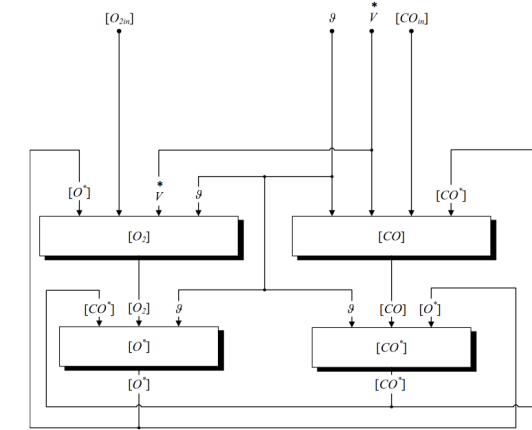 [O₂ᵢₙ] ϑ V* [COᵢₙ]
[O*] V* ϑ [CO*]
[O₂] [CO]
[CO*] [O₂] ϑ ϑ [CO] [O*]
[O*] [CO*]
[O*] [CO*]